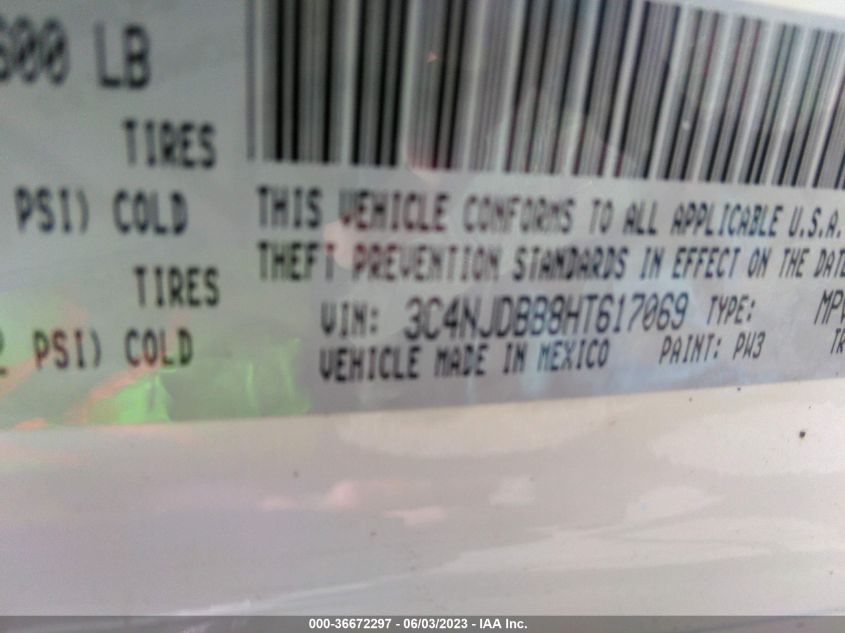 600 LB
TIRES
PSI) COLD
TIRES
PSI) COLD
THIS VEHICLE CONFORMS TO ALL APPLICABLE U.S.A.
THEFT PREVENTION STANDARDS IN EFFECT ON THE DATE
VIN: 3C4NJDBB8HT617069 TYPE: MPV
VEHICLE MADE IN MEXICO PAINT: PW3 TR
000-36672297 - 06/03/2023 - IAA Inc.